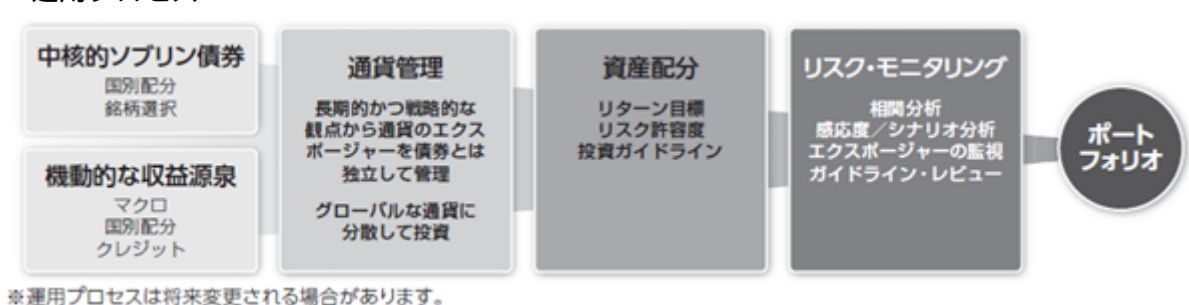 中核的ソブリン債券
国別配分
銘柄選択
機動的な収益源泉
マクロ
国別配分
クレジット
通貨管理
長期的かつ戦略的な
観点から通貨のエクス
ポージャーを債券とは
独立して管理
グローバルな通貨に
分散して投資
資産配分
リターン目標
リスク許容度
投資ガイドライン
リスク・モニタリング
相関分析
感応度／シナリオ分析
エクスポージャーの監視
ガイドライン・レビュー
ポート
フォリオ
※運用プロセスは将来変更される場合があります。